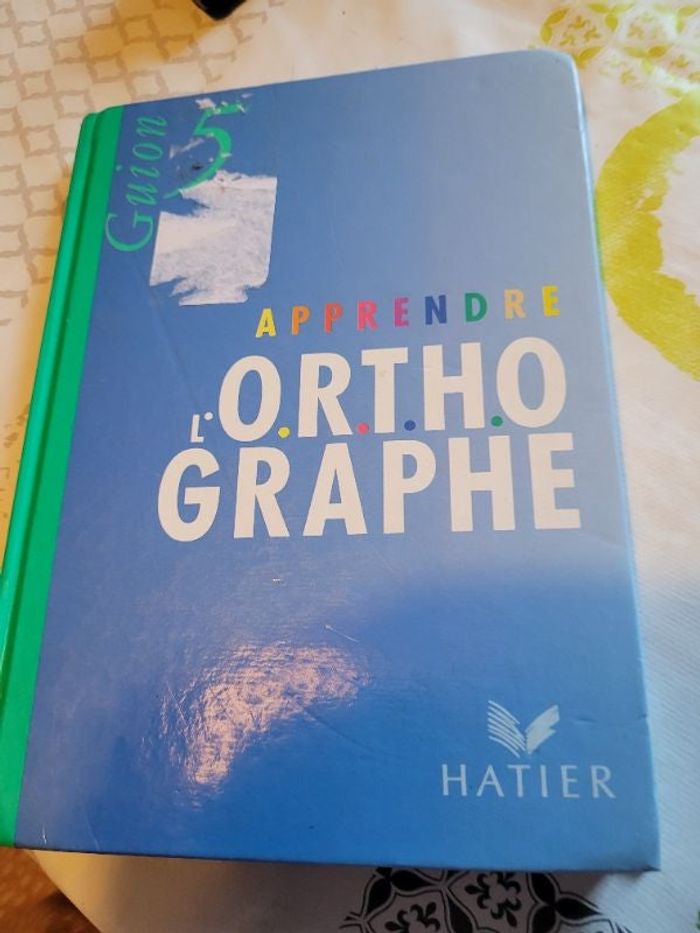 Guion
5
APPRENDRE
L'O.R.T.H.O
GRAPHE
HATIER